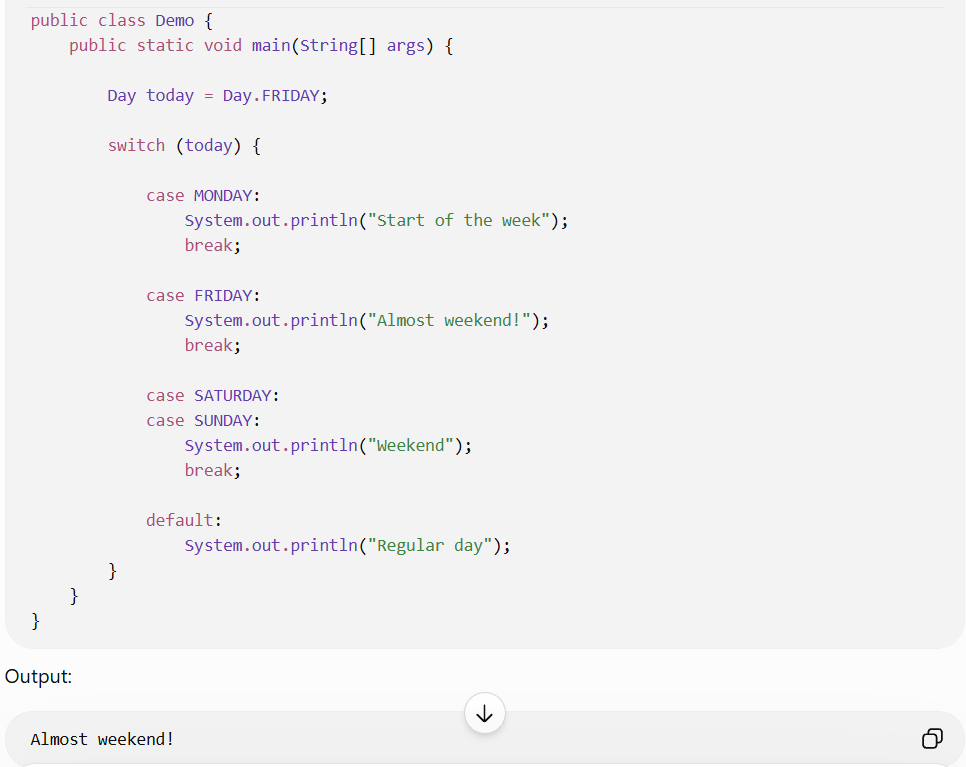 public class Demo {
    public static void main(String[] args) {
        Day today = Day.FRIDAY;
        switch (today) {
            case MONDAY:
                System.out.println("Start of the week");
                break;
            case FRIDAY:
                System.out.println("Almost weekend!");
                break;
            case SATURDAY:
            case SUNDAY:
                System.out.println("Weekend");
                break;
            default:
                System.out.println("Regular day");
        }
    }
}
Output:
Almost weekend!